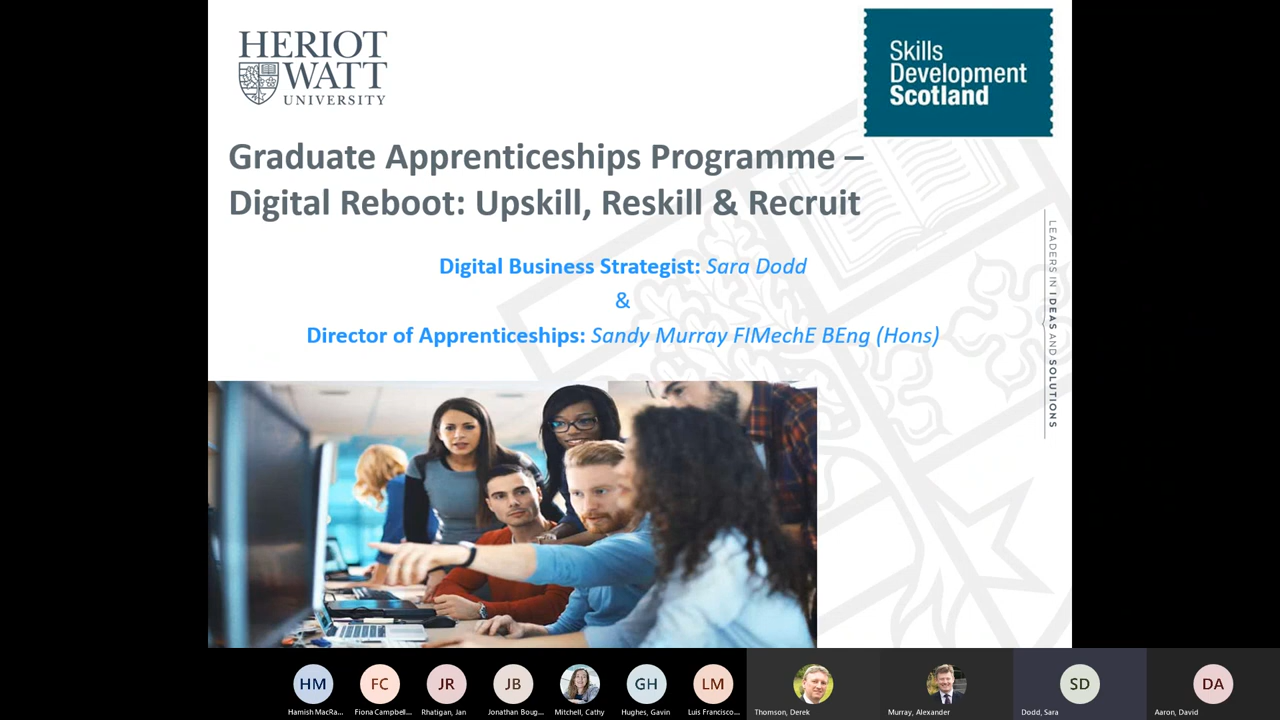 HERIOT
WATT
UNIVERSITY
Skills
Development
Scotland
Graduate Apprenticeships Programme –
Digital Reboot: Upskill, Reskill & Recruit
Digital Business Strategist: Sara Dodd
&
Director of Apprenticeships: Sandy Murray FIMechE BEng (Hons)
LEADERS IN IDEAS AND SOLUTIONS
HM
FC
JR
JB
GH
LM
SD
DA
Hamish MacRa...
Fiona Campbell...
Rhatigan, Jan
Jonathan Boug...
Mitchell, Cathy
Hughes, Gavin
Luis Francisco...
Thomson, Derek
Murray, Alexander
Dodd, Sara
Aaron, David